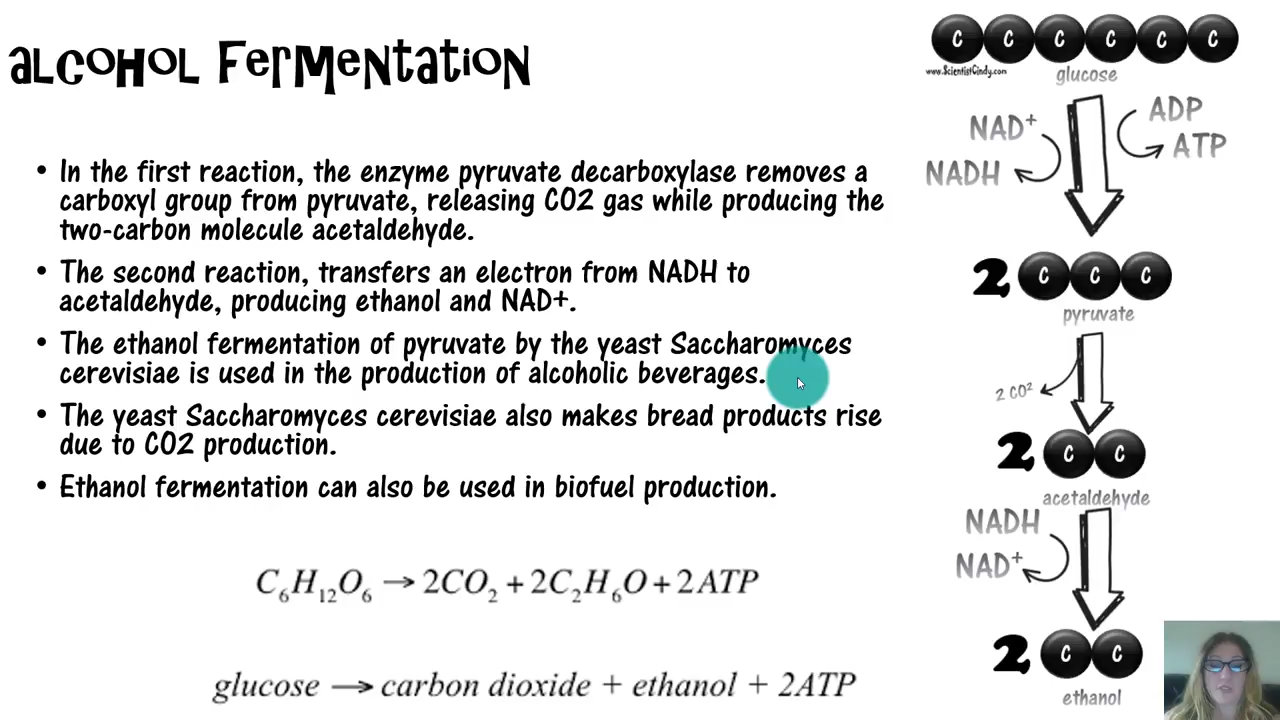 aLCOHOL FerMeNtatiON
• In the first reaction, the enzyme pyruvate decarboxylase removes a
carboxyl group from pyruvate, releasing CO2 gas while producing the
two-carbon molecule acetaldehyde.
• The second reaction, transfers an electron from NADH to
acetaldehyde, producing ethanol and NAD+.
• The ethanol fermentation of pyruvate by the yeast Saccharomyces
cerevisiae is used in the production of alcoholic beverages.
• The yeast Saccharomyces cerevisiae also makes bread products rise
due to CO2 production.
• Ethanol fermentation can also be used in biofuel production.
C₆H₁₂O₆ → 2CO₂ + 2C₂H₆O + 2ATP
glucose → carbon dioxide + ethanol + 2ATP
C C C C C C
www.ScientistCindy.com
glucose
NAD⁺
NADH
ADP
ATP
2 C C C
pyruvate
2 CO²
2 C C
acetaldehyde
NADH
NAD⁺
2 C C
ethanol